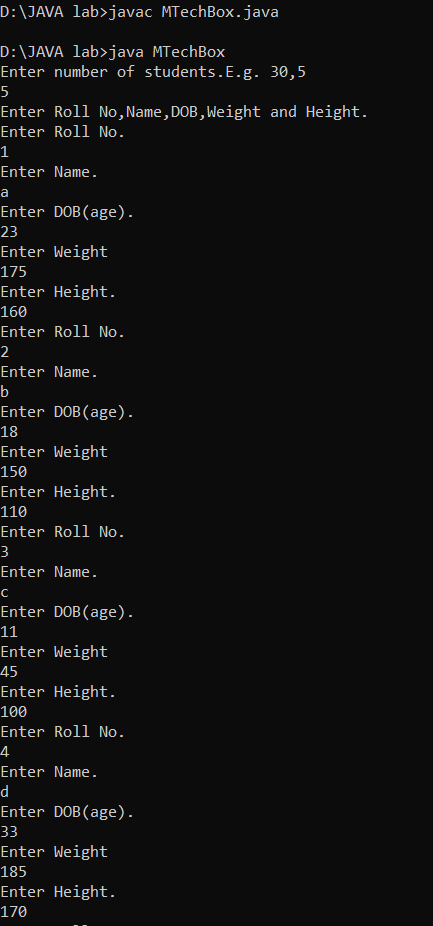 D:\JAVA lab>javac MTechBox.java
D:\JAVA lab>java MTechBox
Enter number of students.E.g. 30,5
5
Enter Roll No,Name,DOB,Weight and Height.
Enter Roll No.
1
Enter Name.
a
Enter DOB(age).
23
Enter Weight
175
Enter Height.
160
Enter Roll No.
2
Enter Name.
b
Enter DOB(age).
18
Enter Weight
150
Enter Height.
110
Enter Roll No.
3
Enter Name.
c
Enter DOB(age).
11
Enter Weight
45
Enter Height.
100
Enter Roll No.
4
Enter Name.
d
Enter DOB(age).
33
Enter Weight
185
Enter Height.
170